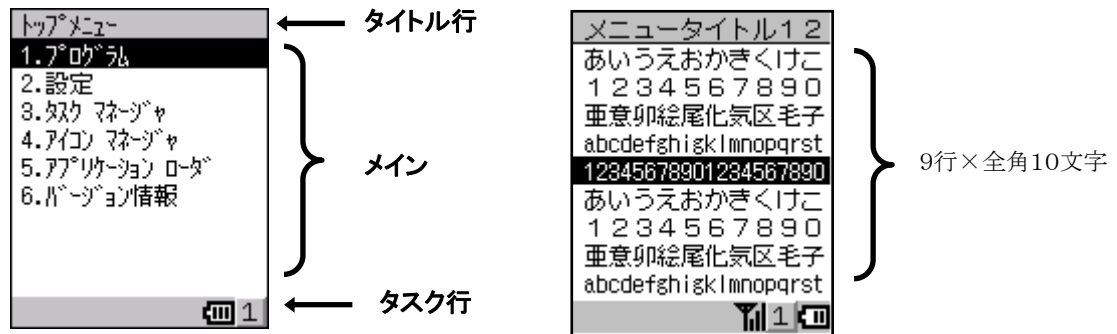 ﾄｯﾌﾟﾒﾆｭｰ
1.ﾌﾟﾛｸﾞﾗﾑ
2.設定
3.ﾀｽｸ ﾏﾈｰｼﾞｬ
4.ｱｲｺﾝ ﾏﾈｰｼﾞｬ
5.ｱﾌﾟﾘｹｰｼｮﾝ ﾛｰﾀﾞ
6.ﾊﾞｰｼﾞｮﾝ情報
1
タイトル行
メイン
タスク行
メニュータイトル１２
あいうえおかきくけこ
１２３４５６７８９０
亜意卯絵尾化気区毛子
abcdefghigklmnopqrst
12345678901234567890
あいうえおかきくけこ
１２３４５６７８９０
亜意卯絵尾化気区毛子
abcdefghigklmnopqrst
1
9行×全角10文字